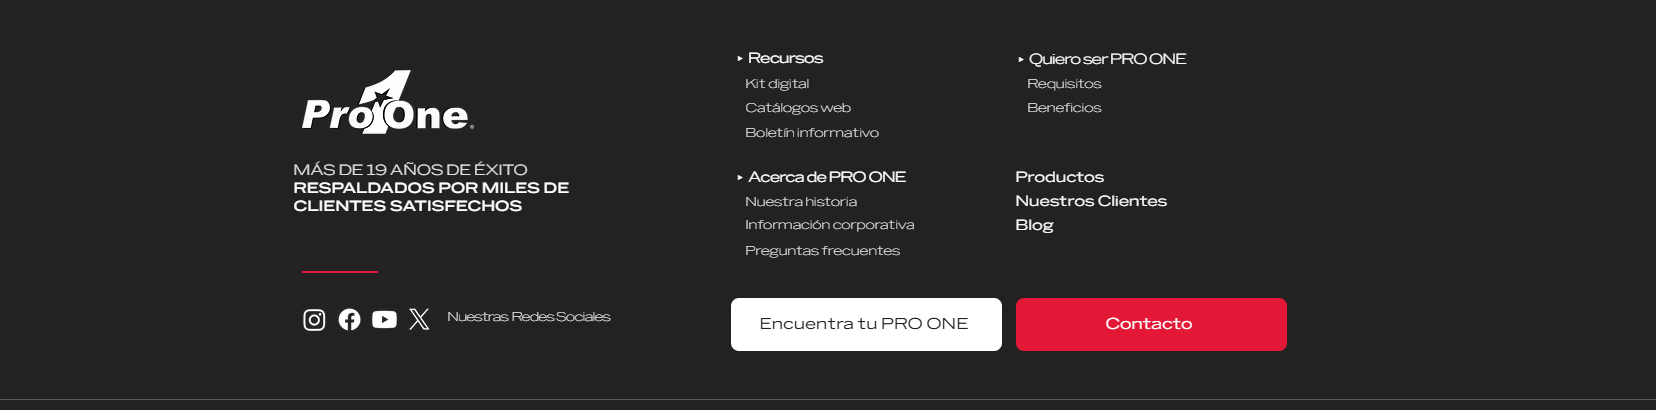 Pro1One®
MÁS DE 19 AÑOS DE ÉXITO
RESPALDADOS POR MILES DE
CLIENTES SATISFECHOS
Nuestras Redes Sociales
Recursos
Kit digital
Catálogos web
Boletín informativo
Acerca de PRO ONE
Nuestra historia
Información corporativa
Preguntas frecuentes
Encuentra tu PRO ONE
Quiero ser PRO ONE
Requisitos
Beneficios
Productos
Nuestros Clientes
Blog
Contacto